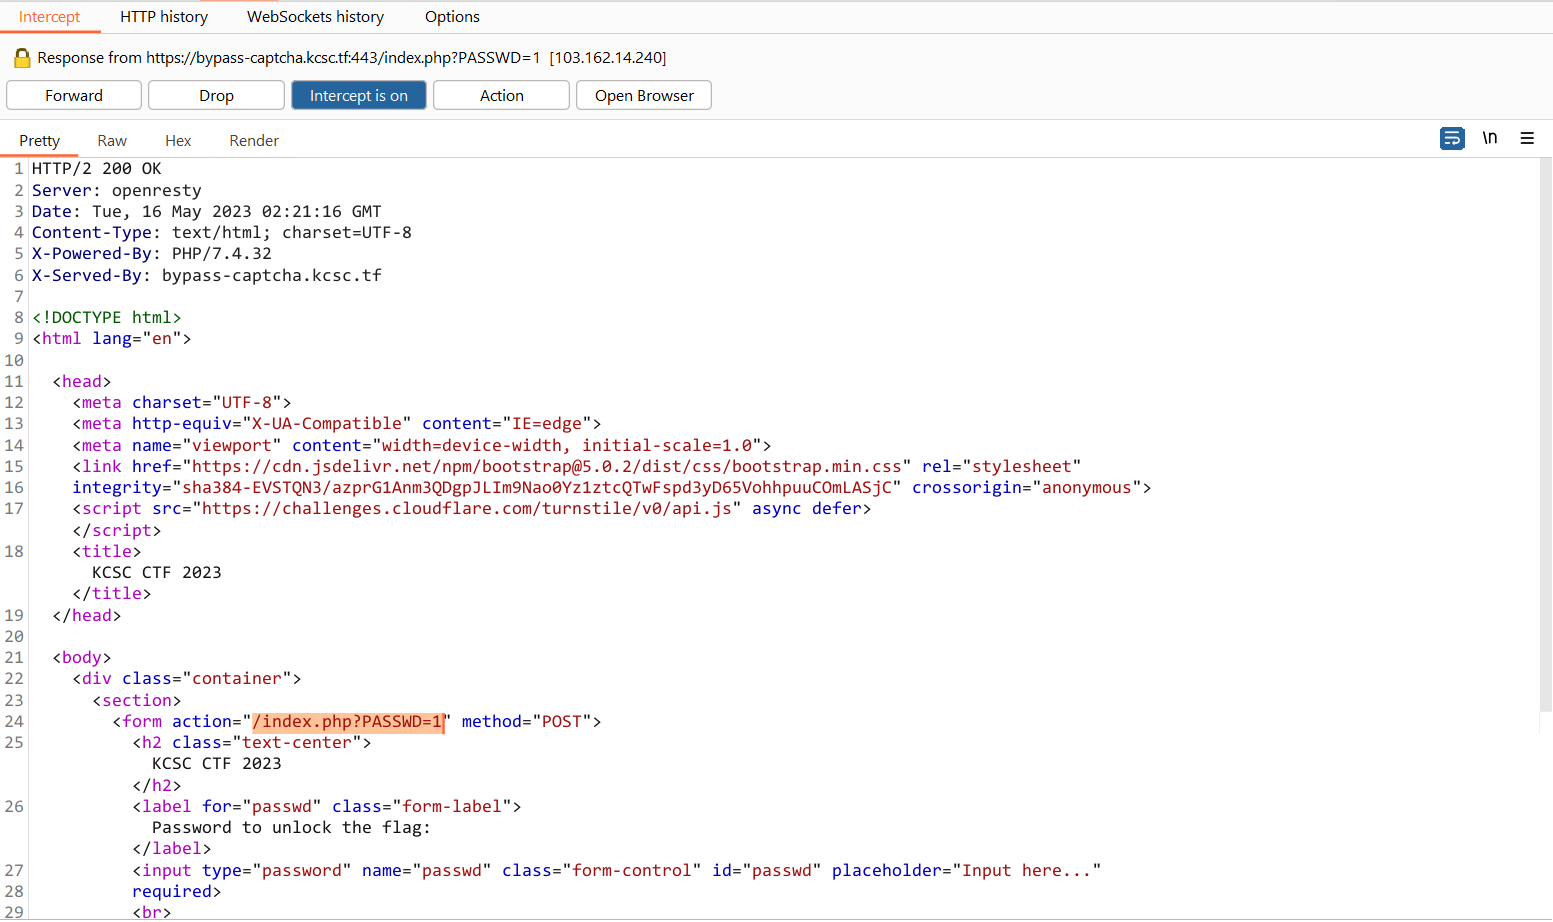 Intercept HTTP history WebSockets history Options
Response from https://bypass-captcha.kcsc.tf:443/index.php?PASSWD=1 [103.162.14.240]
Forward Drop Intercept is on Action Open Browser
Pretty Raw Hex Render \n
1 HTTP/2 200 OK
2 Server: openresty
3 Date: Tue, 16 May 2023 02:21:16 GMT
4 Content-Type: text/html; charset=UTF-8
5 X-Powered-By: PHP/7.4.32
6 X-Served-By: bypass-captcha.kcsc.tf
7
8 <!DOCTYPE html>
9 <html lang="en">
10
11 <head>
12 <meta charset="UTF-8">
13 <meta http-equiv="X-UA-Compatible" content="IE=edge">
14 <meta name="viewport" content="width=device-width, initial-scale=1.0">
15 <link href="https://cdn.jsdelivr.net/npm/bootstrap@5.0.2/dist/css/bootstrap.min.css" rel="stylesheet"
16 integrity="sha384-EVSTQN3/azprG1Anm3QDgpJLIm9Nao0Yz1ztcQTwFspd3yD65VohhpuuCOmLASjC" crossorigin="anonymous">
17 <script src="https://challenges.cloudflare.com/turnstile/v0/api.js" async defer>
</script>
18 <title>
KCSC CTF 2023
</title>
19 </head>
20
21 <body>
22 <div class="container">
23 <section>
24 <form action="/index.php?PASSWD=1" method="POST">
25 <h2 class="text-center">
KCSC CTF 2023
</h2>
26 <label for="passwd" class="form-label">
Password to unlock the flag:
</label>
27 <input type="password" name="passwd" class="form-control" id="passwd" placeholder="Input here..."
28 required>
29 <br>